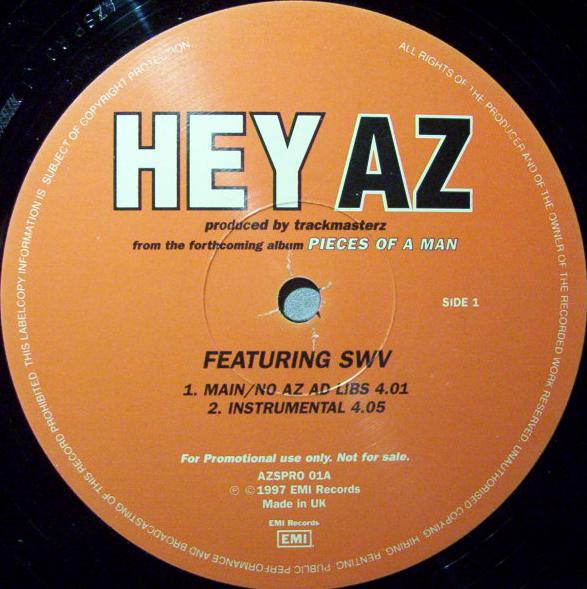 HEY AZ
produced by trackmasterz
from the forthcoming album PIECES OF A MAN
SIDE 1
FEATURING SWV
1. MAIN/NO AZ AD LIBS 4.01
2. INSTRUMENTAL 4.05
For Promotional use only. Not for sale.
AZSPRO 01A
℗ ©1997 EMI Records
Made in UK
EMI Records
EMI
ALL RIGHTS OF THE PRODUCER AND OF THE OWNER OF THE RECORDED WORK RESERVED. UNAUTHORISED COPYING, HIRING, RENTING, PUBLIC PERFORMANCE AND BROADCASTING OF THIS RECORD PROHIBITED THIS LABELCOPY INFORMATION IS SUBJECT OF COPYRIGHT PROTECTION